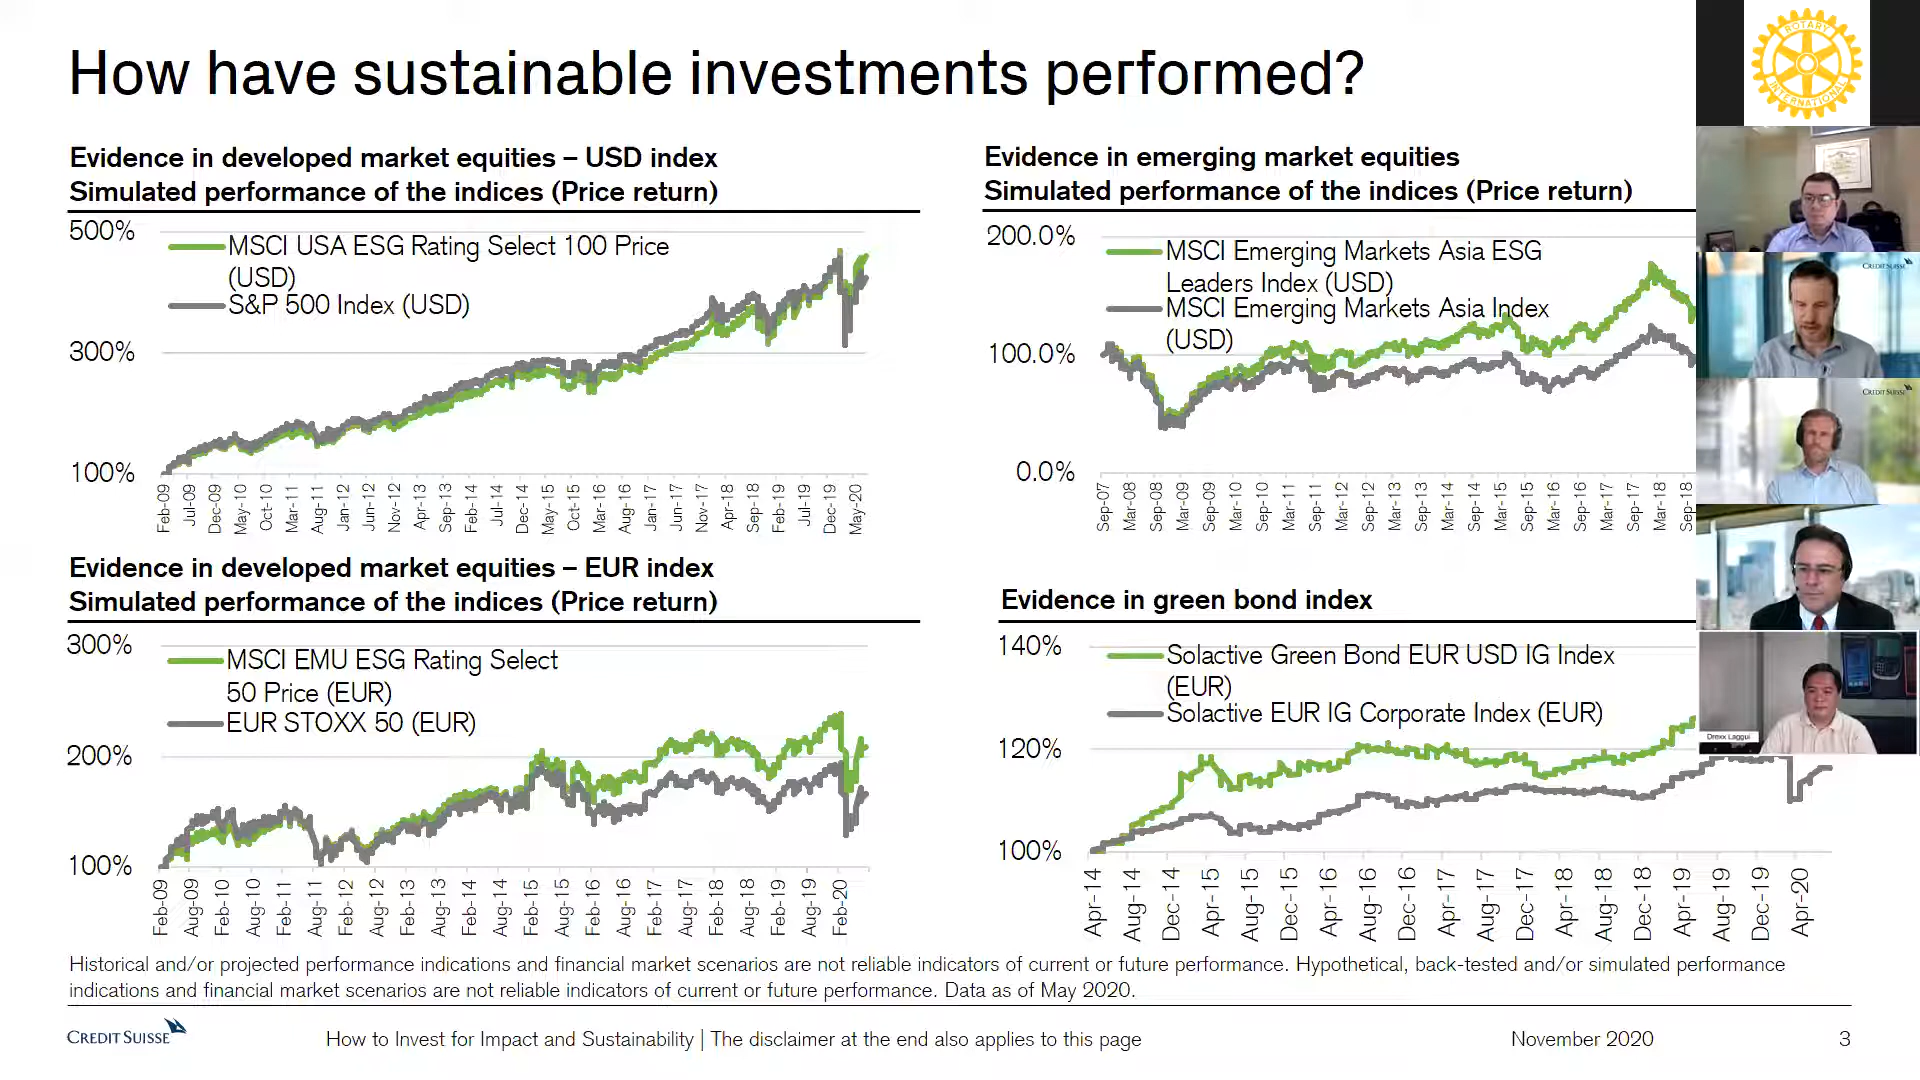 How have sustainable investments performed?
ROTARY
INTERNATIONAL
Evidence in developed market equities – USD index
Simulated performance of the indices (Price return)
500%
300%
100%
MSCI USA ESG Rating Select 100 Price
(USD)
S&P 500 Index (USD)
Feb-09 Jul-09 Dec-09 May-10 Oct-10 Mar-11 Aug-11 Jan-12 Jun-12 Nov-12 Apr-13 Sep-13 Feb-14 Jul-14 Dec-14 May-15 Oct-15 Mar-16 Aug-16 Jan-17 Jun-17 Nov-17 Apr-18 Sep-18 Feb-19 Jul-19 Dec-19 May-20
Evidence in emerging market equities
Simulated performance of the indices (Price return)
200.0%
100.0%
0.0%
MSCI Emerging Markets Asia ESG
Leaders Index (USD)
MSCI Emerging Markets Asia Index
(USD)
Sep-07 Mar-08 Sep-08 Mar-09 Sep-09 Mar-10 Sep-10 Mar-11 Sep-11 Mar-12 Sep-12 Mar-13 Sep-13 Mar-14 Sep-14 Mar-15 Sep-15 Mar-16 Sep-16 Mar-17 Sep-17 Mar-18 Sep-18
Evidence in developed market equities – EUR index
Simulated performance of the indices (Price return)
300%
200%
100%
MSCI EMU ESG Rating Select
50 Price (EUR)
EUR STOXX 50 (EUR)
Feb-09 Aug-09 Feb-10 Aug-10 Feb-11 Aug-11 Feb-12 Aug-12 Feb-13 Aug-13 Feb-14 Aug-14 Feb-15 Aug-15 Feb-16 Aug-16 Feb-17 Aug-17 Feb-18 Aug-18 Feb-19 Aug-19 Feb-20
Evidence in green bond index
140%
120%
100%
Solactive Green Bond EUR USD IG Index
(EUR)
Solactive EUR IG Corporate Index (EUR)
Apr-14 Aug-14 Dec-14 Apr-15 Aug-15 Dec-15 Apr-16 Aug-16 Dec-16 Apr-17 Aug-17 Dec-17 Apr-18 Aug-18 Dec-18 Apr-19 Aug-19 Dec-19 Apr-20
CREDIT SUISSE
CREDIT SUISSE
Drexx Laggui
Historical and/or projected performance indications and financial market scenarios are not reliable indicators of current or future performance. Hypothetical, back-tested and/or simulated performance
indications and financial market scenarios are not reliable indicators of current or future performance. Data as of May 2020.
CREDIT SUISSE
How to Invest for Impact and Sustainability | The disclaimer at the end also applies to this page
November 2020
3